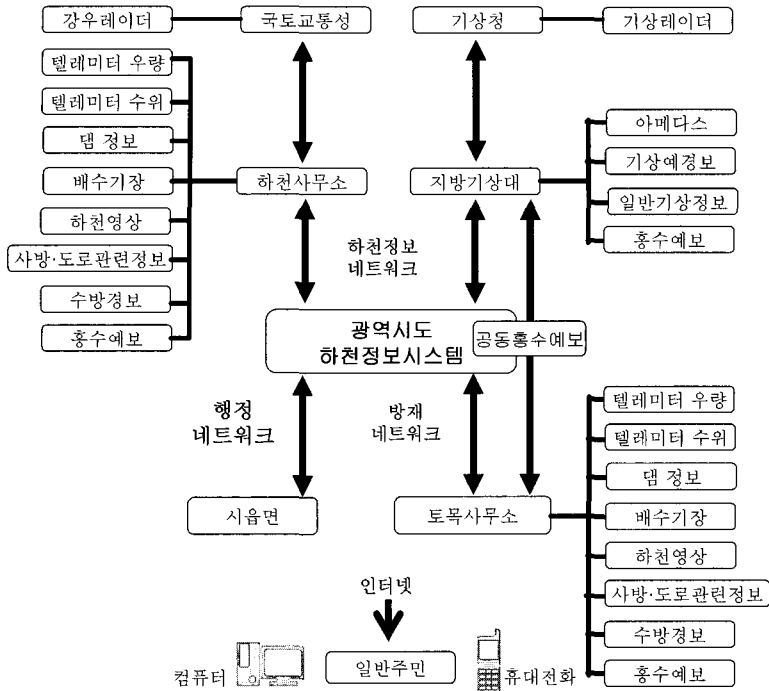 강우레이더
국토교통성
기상청
기상레이더
텔레미터 우량
텔레미터 수위
댐 정보
배수기장
하천영상
사방·도로관련정보
수방경보
홍수예보
하천사무소
지방기상대
아메다스
기상예경보
일반기상정보
홍수예보
하천정보
네트워크
광역시도
하천정보시스템
공동홍수예보
행정
네트워크
방재
네트워크
시읍면
토목사무소
텔레미터 우량
텔레미터 수위
댐 정보
배수기장
하천영상
사방·도로관련정보
수방경보
홍수예보
인터넷
컴퓨터
일반주민
휴대전화